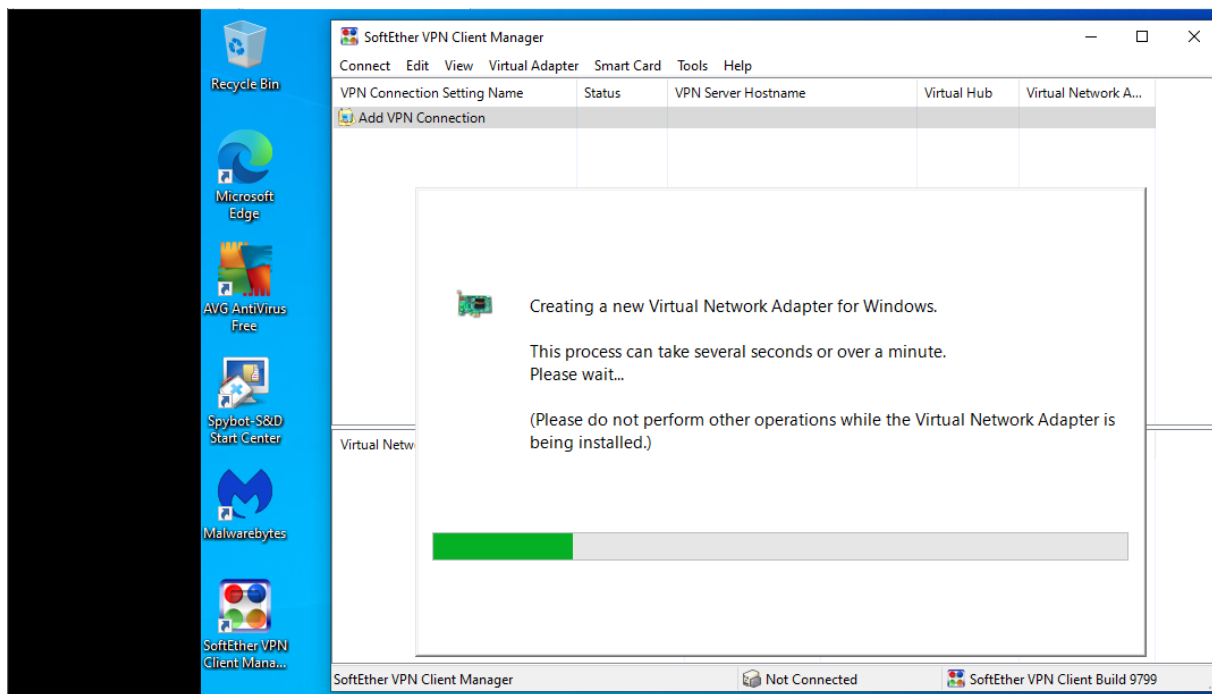 Recycle Bin
Microsoft
Edge
AVG AntiVirus
Free
Spybot-S&D
Start Center
Malwarebytes
SoftEther VPN
Client Mana...
SoftEther VPN Client Manager
Connect Edit View Virtual Adapter Smart Card Tools Help
VPN Connection Setting Name Status VPN Server Hostname Virtual Hub Virtual Network A...
Add VPN Connection
Creating a new Virtual Network Adapter for Windows.
This process can take several seconds or over a minute.
Please wait...
(Please do not perform other operations while the Virtual Network Adapter is
being installed.)
Virtual Netw
SoftEther VPN Client Manager Not Connected SoftEther VPN Client Build 9799